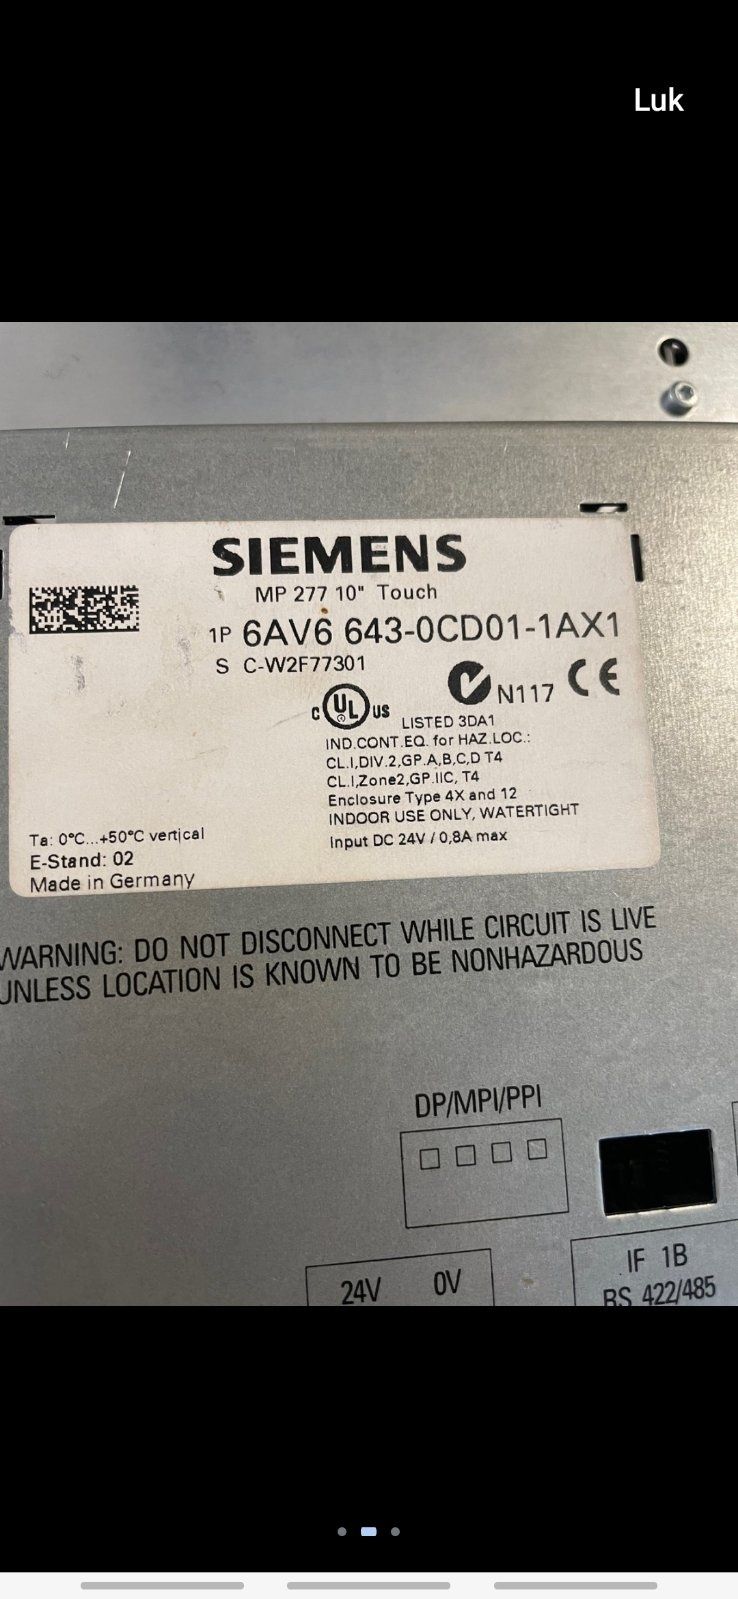 Luk
SIEMENS
MP 277 10" Touch
1P 6AV6 643-0CD01-1AX1
S C-W2F77301
N117 CE
C UL US LISTED 3DA1
IND.CONT.EQ. for HAZ.LOC.:
CL.I,DIV.2,GP.A,B,C,D T4
CL.I,Zone2,GP.IIC, T4
Enclosure Type 4X and 12
INDOOR USE ONLY, WATERTIGHT
Input DC 24V / 0,8A max
Ta: 0°C...+50°C vertical
E-Stand: 02
Made in Germany
WARNING: DO NOT DISCONNECT WHILE CIRCUIT IS LIVE
UNLESS LOCATION IS KNOWN TO BE NONHAZARDOUS
DP/MPI/PPI
24V 0V
IF 1B
RS 422/485